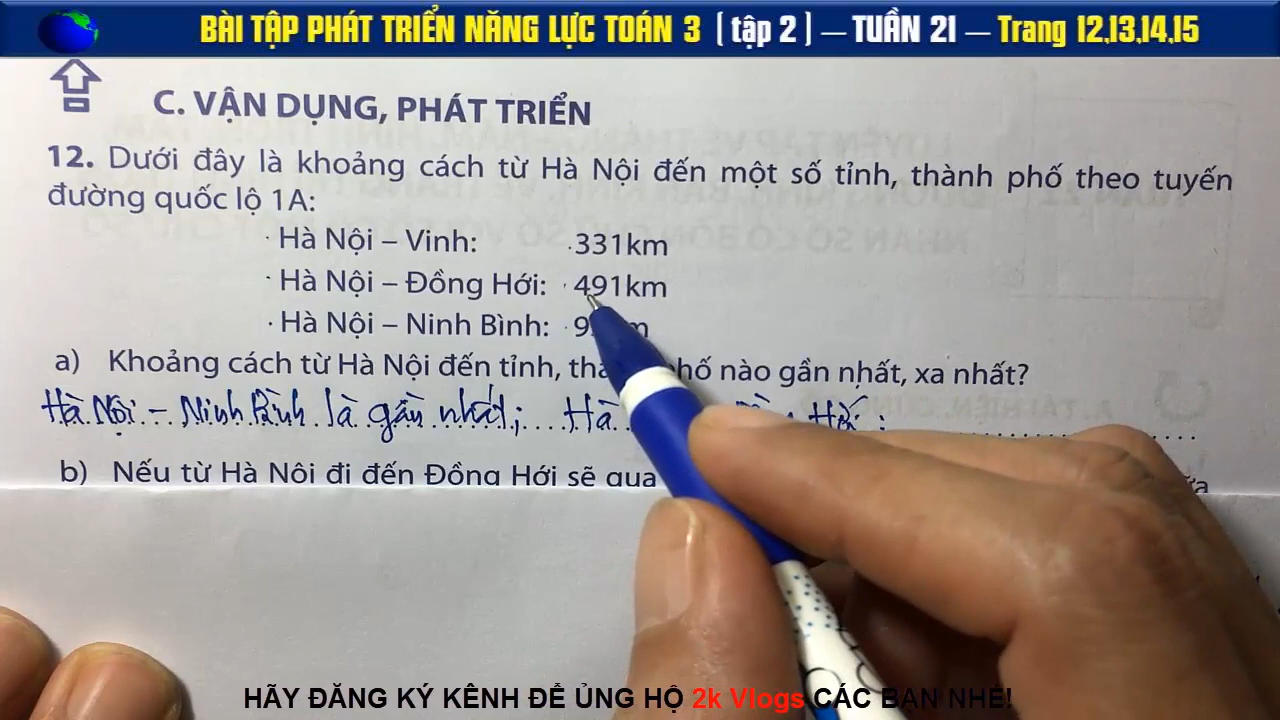 BÀI TẬP PHÁT TRIỂN NĂNG LỰC TOÁN 3 ( tập 2 ) — TUẦN 21 — Trang 12,13,14,15
C. VẬN DỤNG, PHÁT TRIỂN
12. Dưới đây là khoảng cách từ Hà Nội đến một số tỉnh, thành phố theo tuyến
đường quốc lộ 1A:
Hà Nội – Vinh: 331km
Hà Nội – Đồng Hới: 491km
Hà Nội – Ninh Bình:
a) Khoảng cách từ Hà Nội đến tỉnh, phố nào gần nhất, xa nhất?
Hà Nội – Ninh Bình là gần nhất; Hà
b) Nếu từ Hà Nội đi đến Đồng Hới sẽ qua
HÃY ĐĂNG KÝ KÊNH ĐỂ ỦNG HỘ 2k Vlogs CÁC BẠN NHÉ!